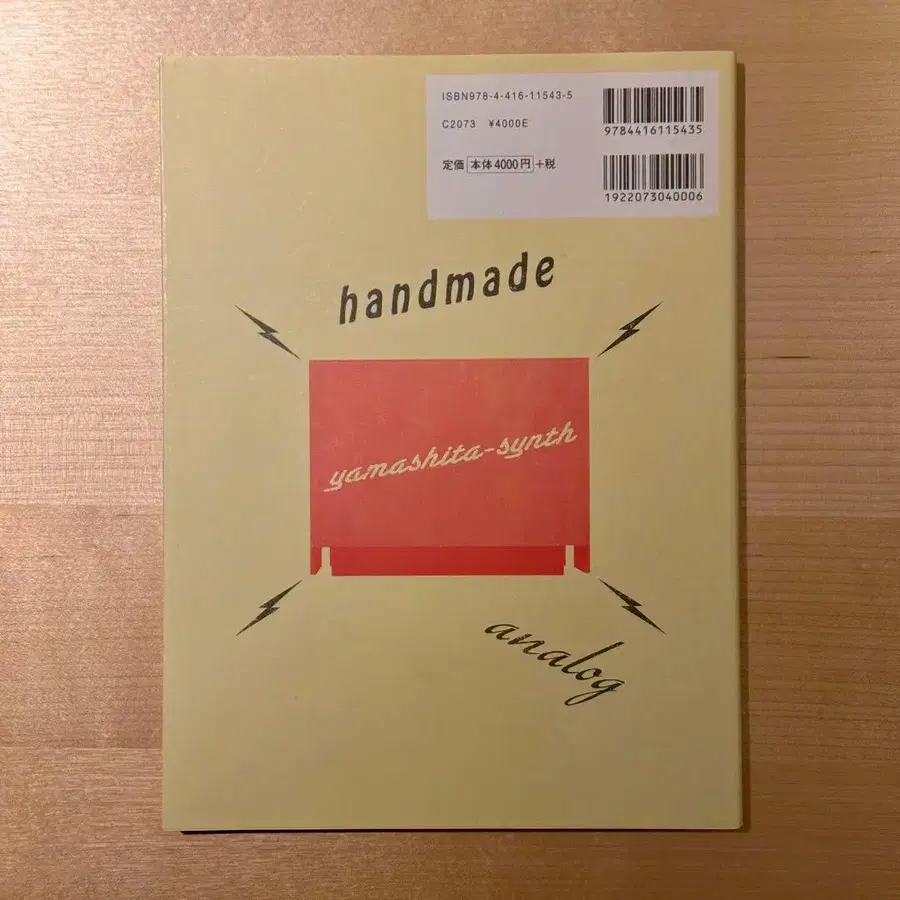 ISBN978-4-416-11543-5
C2073 ¥4000E
定価 本体4000円 +税
9784416115435
1922073040006
handmade
yamashita-synth
analog